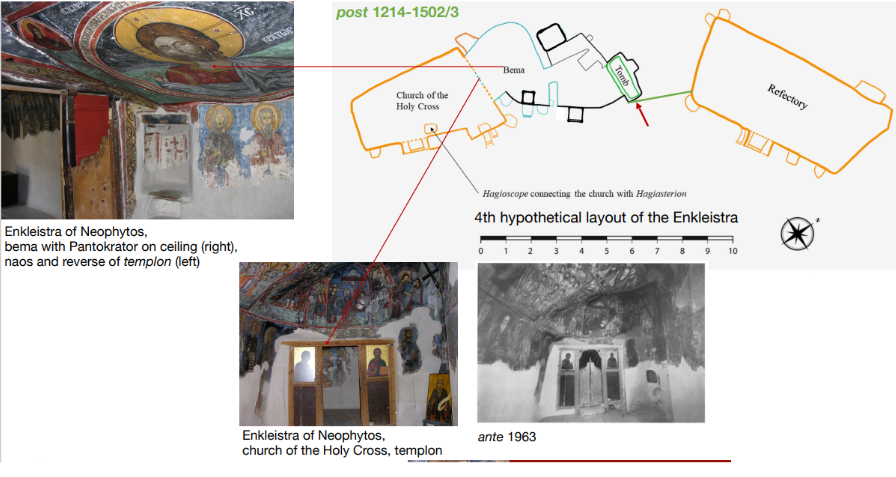 post 1214-1502/3
Bema
Tomb
Church of the
Holy Cross
Refectory
Hagioscope connecting the church with Hagiasterion
4th hypothetical layout of the Enkleistra
0 1 2 3 4 5 6 7 8 9 10
Enkleistra of Neophytos,
bema with Pantokrator on ceiling (right),
naos and reverse of templon (left)
Enkleistra of Neophytos,
church of the Holy Cross, templon
ante 1963